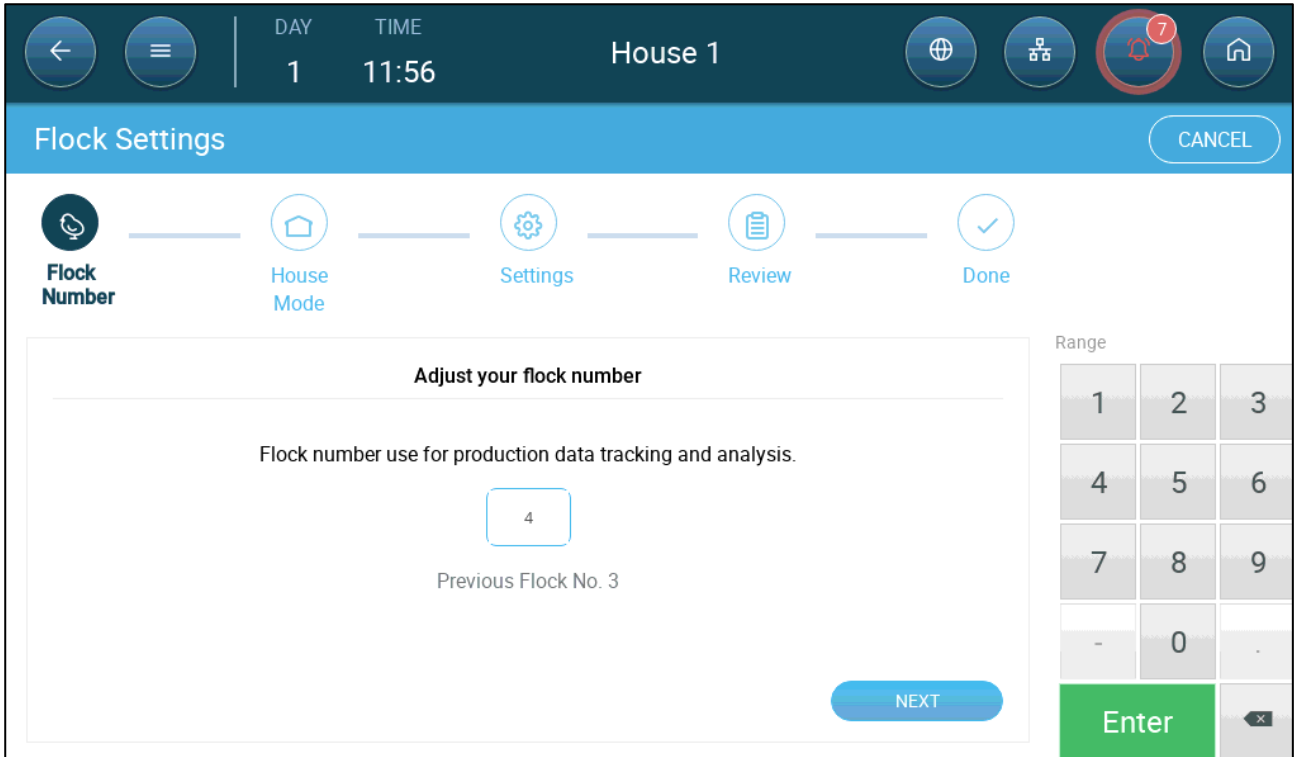 DAY TIME
1 11:56
House 1
7
Flock Settings
CANCEL
Flock
Number
House
Mode
Settings
Review
Done
Adjust your flock number
Flock number use for production data tracking and analysis.
4
Previous Flock No. 3
NEXT
Range
1 2 3
4 5 6
7 8 9
- 0 .
Enter